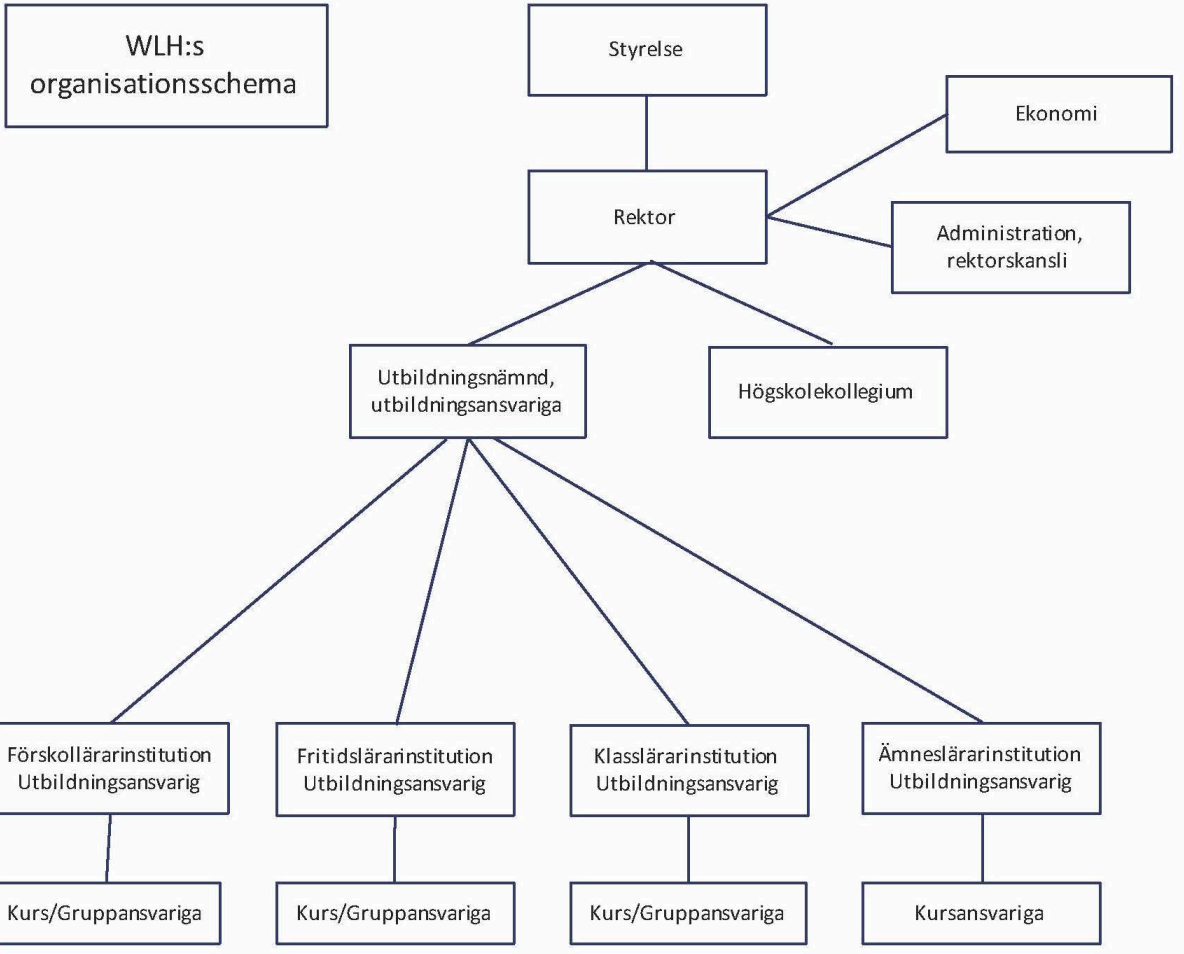 WLH:s
organisationsschema
Styrelse
Ekonomi
Rektor
Administration,
rektorskansli
Utbildningsnämnd,
utbildningsansvariga
Högskolekollegium
Förskollärarinstitution
Utbildningsansvarig
Fritidslärarinstitution
Utbildningsansvarig
Klasslärarinstitution
Utbildningsansvarig
Ämneslärarinstitution
Utbildningsansvarig
Kurs/Gruppansvariga
Kurs/Gruppansvariga
Kurs/Gruppansvariga
Kursansvariga